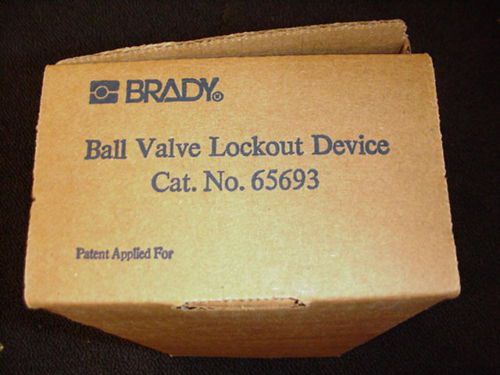 BRADY®
Ball Valve Lockout Device
Cat. No. 65693
Patent Applied For